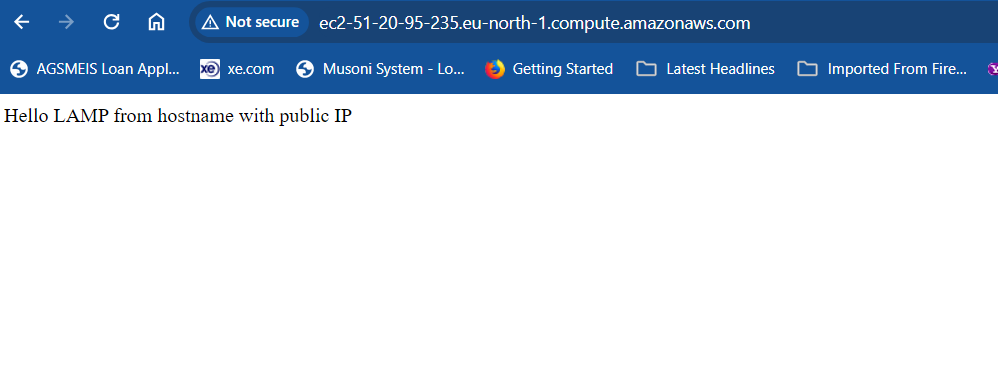 Not secure ec2-51-20-95-235.eu-north-1.compute.amazonaws.com
AGSMEIS Loan Appl... xe xe.com Musoni System - Lo... Getting Started Latest Headlines Imported From Fire...
Hello LAMP from hostname with public IP